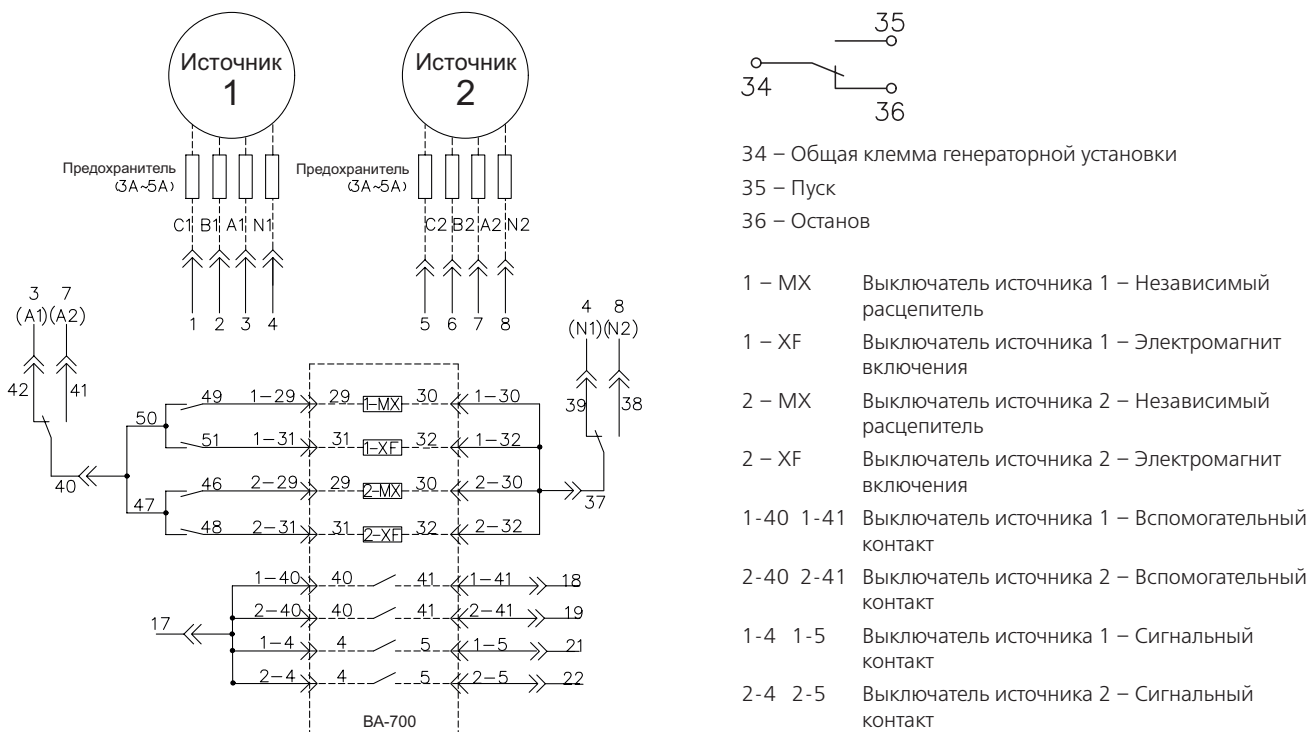 Источник
1
Источник
2
Предохранитель
(3A~5A)
Предохранитель
(3A~5A)
C1 B1 A1 N1
C2 B2 A2 N2
1 2 3 4
5 6 7 8
3 7
(A1)(A2)
4 8
(N1)(N2)
42 41
39 38
50
49 1-29 29 1-MX 30 1-30
51 1-31 31 1-XF 32 1-32
40
47
46 2-29 29 2-MX 30 2-30
37
48 2-31 31 2-XF 32 2-32
1-40 40 41 1-41 18
2-40 40 41 2-41 19
17
1-4 4 5 1-5 21
2-4 4 5 2-5 22
ВА-700
35
34
36
34 – Общая клемма генераторной установки
35 – Пуск
36 – Останов
1 – MX Выключатель источника 1 – Независимый
расцепитель
1 – XF Выключатель источника 1 – Электромагнит
включения
2 – MX Выключатель источника 2 – Независимый
расцепитель
2 – XF Выключатель источника 2 – Электромагнит
включения
1-40 1-41 Выключатель источника 1 – Вспомогательный
контакт
2-40 2-41 Выключатель источника 2 – Вспомогательный
контакт
1-4 1-5 Выключатель источника 1 – Сигнальный
контакт
2-4 2-5 Выключатель источника 2 – Сигнальный
контакт